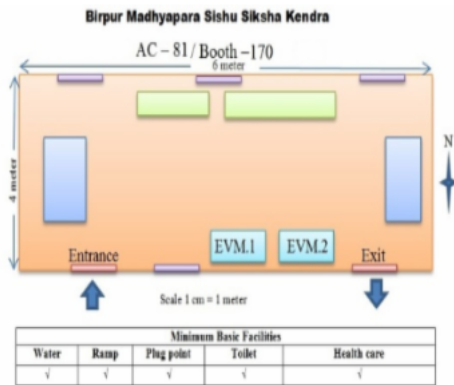 Birpur Madhyapara Sishu Siksha Kendra
AC – 81 / Booth –170
6 meter
4 meter
N
EVM.1 EVM.2
Entrance Exit
Scale 1 cm = 1 meter
Minimum Basic Facilities
Water Ramp Plug point Toilet Health care
√ √ √ √ √